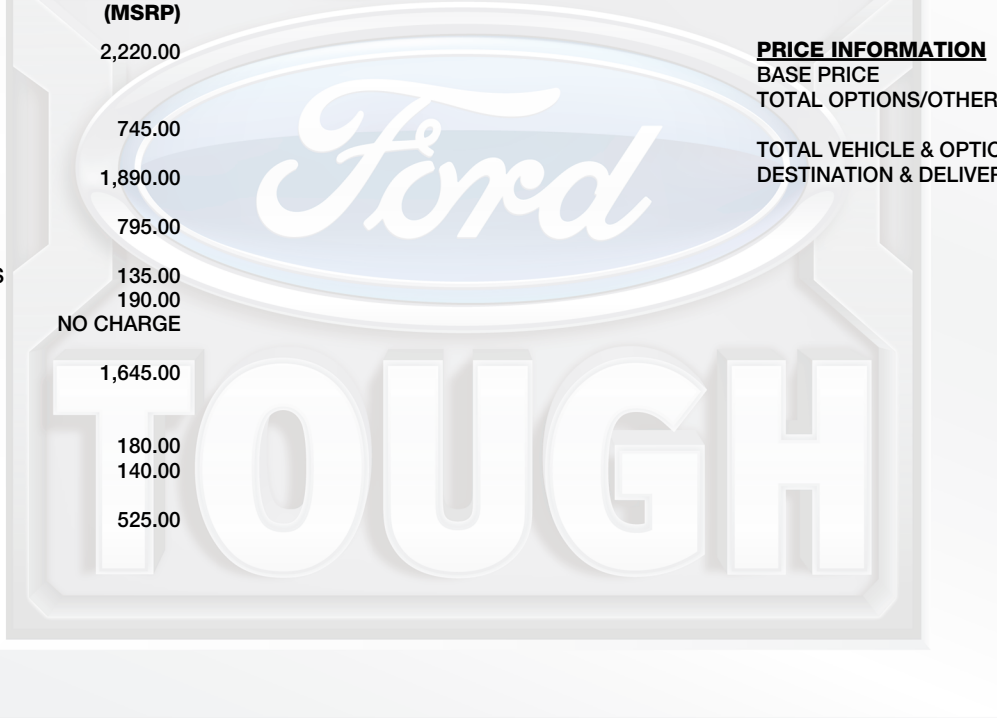 (MSRP)
2,220.00
745.00
1,890.00
795.00
S 135.00
190.00
NO CHARGE
1,645.00
180.00
140.00
525.00
PRICE INFORMATION
BASE PRICE
TOTAL OPTIONS/OTHER
TOTAL VEHICLE & OPTIO
DESTINATION & DELIVER
Ford
TOUGH